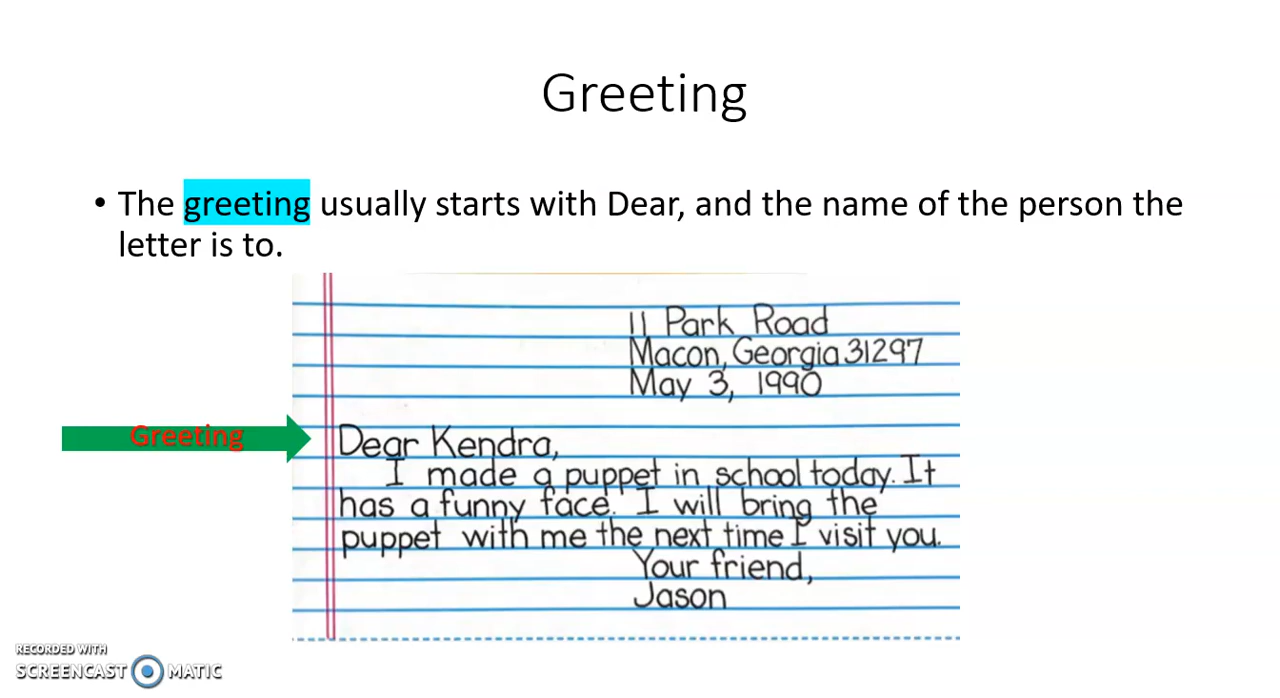 Greeting
• The greeting usually starts with Dear, and the name of the person the
letter is to.
11 Park Road
Macon, Georgia 31297
May 3, 1990
Greeting
Dear Kendra,
I made a puppet in school today. It
has a funny face. I will bring the
puppet with me the next time I visit you.
Your friend,
Jason
RECORDED WITH
SCREENCAST MATIC